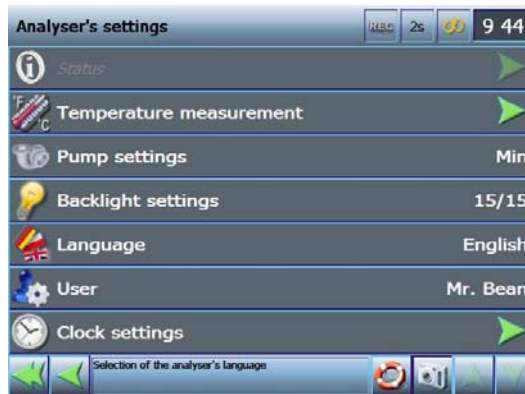 Analyser's settings REC 2s 9 44
Status
°F °C Temperature measurement
Pump settings Min
Backlight settings 15/15
Language English
User Mr. Bean
Clock settings
Selection of the analyser's language